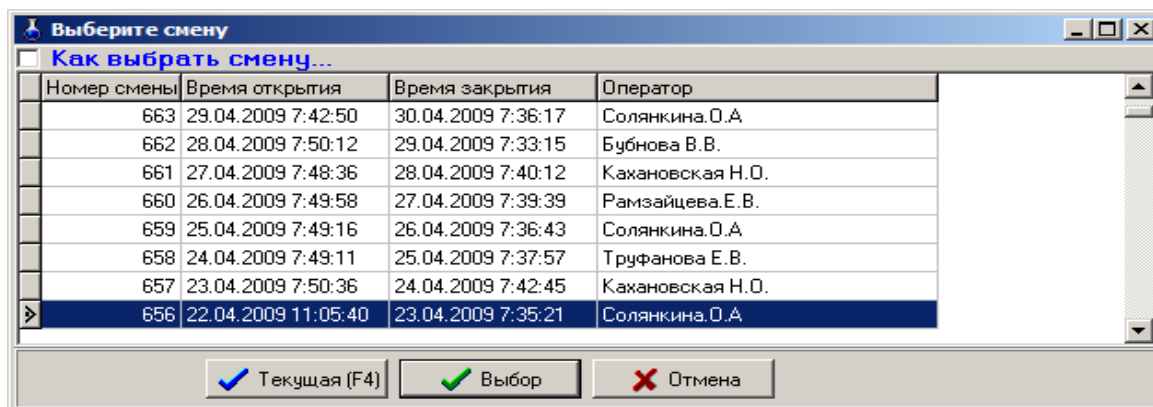 Выберите смену
Как выбрать смену...
Номер смены Время открытия Время закрытия Оператор
663 29.04.2009 7:42:50 30.04.2009 7:36:17 Солянкина.О.А
662 28.04.2009 7:50:12 29.04.2009 7:33:15 Бубнова В.В.
661 27.04.2009 7:48:36 28.04.2009 7:40:12 Кахановская Н.О.
660 26.04.2009 7:49:58 27.04.2009 7:39:39 Рамзайцева.Е.В.
659 25.04.2009 7:49:16 26.04.2009 7:36:43 Солянкина.О.А
658 24.04.2009 7:49:11 25.04.2009 7:37:57 Труфанова Е.В.
657 23.04.2009 7:50:36 24.04.2009 7:42:45 Кахановская Н.О.
656 22.04.2009 11:05:40 23.04.2009 7:35:21 Солянкина.О.А
Текущая (F4) Выбор Отмена